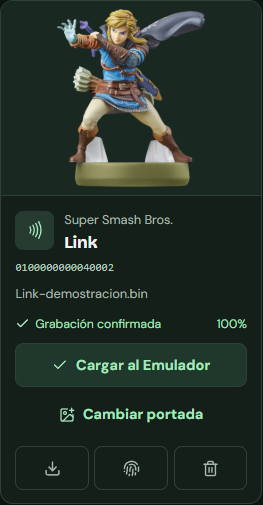 Super Smash Bros.
Link
0100000000040002
Link-demostracion.bin
Grabación confirmada 100%
Cargar al Emulador
Cambiar portada